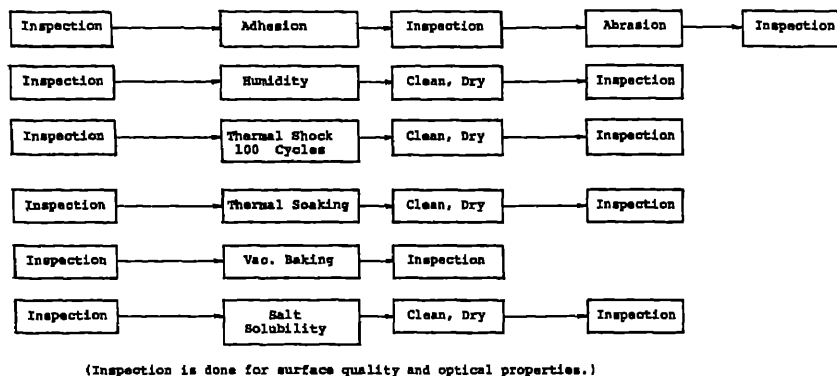 Inspection Adhesion Inspection Abrasion Inspection
Inspection Humidity Clean, Dry Inspection
Inspection Thermal Shock Clean, Dry Inspection
100 Cycles
Inspection Thermal Soaking Clean, Dry Inspection
Inspection Vac. Baking Inspection
Inspection Salt Clean, Dry Inspection
Solubility
(Inspection is done for surface quality and optical properties.)